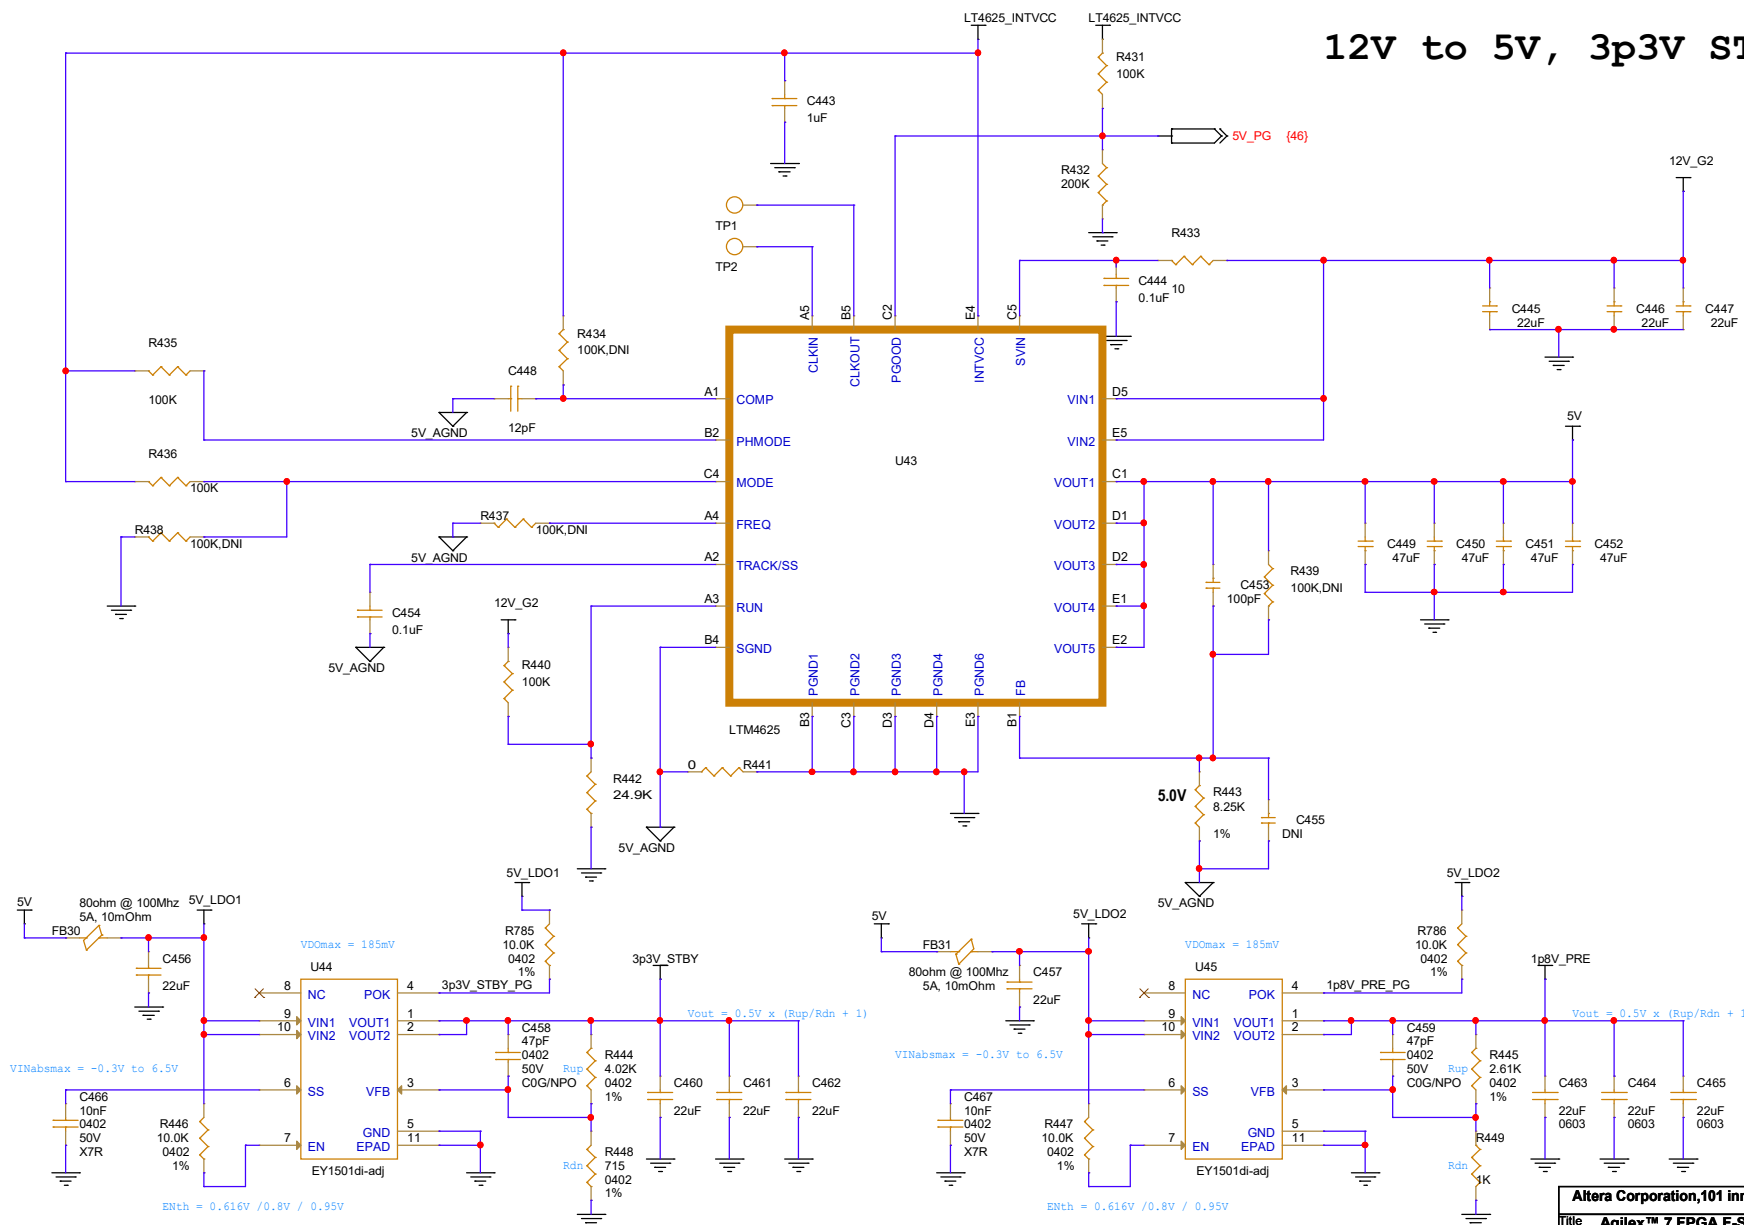 12V to 5V, 3p3V ST
LT4625_INTVCC
LT4625_INTVCC
R431
100K
C443
1uF
5V_PG {46}
R432
200K
12V_G2
TP1
TP2
R433
10
C444
0.1uF
C445
22uF
C446
22uF
C447
22uF
R434
100K,DNI
R435
100K
C448
12pF
5V_AGND
R436
100K
R438
100K,DNI
R437
100K,DNI
5V_AGND
C454
0.1uF
5V_AGND
12V_G2
R440
100K
R442
24.9K
A5
B5
C2
E4
C5
CLKIN
CLKOUT
PGOOD
INTVCC
SVIN
A1 COMP
B2 PHMODE
C4 MODE
A4 FREQ
A2 TRACK/SS
A3 RUN
B4 SGND
U43
VIN1 D5
VIN2 E5
VOUT1 C1
VOUT2 D1
VOUT3 D2
VOUT4 E1
VOUT5 E2
PGND1
PGND2
PGND3
PGND4
PGND6
FB
B3
C3
D3
D4
E3
B1
LTM4625
0
R441
5V_AGND
5V
C449
47uF
C450
47uF
C451
47uF
C452
47uF
C453
100pF
R439
100K,DNI
5.0V
R443
8.25K
1%
C455
DNI
5V_AGND
5V
80ohm @ 100Mhz
5A, 10mOhm
FB30
5V_LDO1
C456
22uF
VDOmax = 185mV
U44
5V_LDO1
R785
10.0K
0402
1%
3p3V_STBY_PG
3p3V_STBY
8 NC
9 VIN1
10 VIN2
6 SS
7 EN
POK 4
VOUT1 1
VOUT2 2
VFB 3
GND 5
EPAD 11
EY1501di-adj
VINabsmax = -0.3V to 6.5V
C466
10nF
0402
50V
X7R
R446
10.0K
0402
1%
ENth = 0.616V /0.8V / 0.95V
C458
47pF
0402
50V
C0G/NPO
Rup
R444
4.02K
0402
1%
Rdn
R448
715
0402
1%
Vout = 0.5V x (Rup/Rdn + 1)
C460
22uF
C461
22uF
C462
22uF
5V
FB31
80ohm @ 100Mhz
5A, 10mOhm
5V_LDO2
C457
22uF
VDOmax = 185mV
U45
5V_LDO2
R786
10.0K
0402
1%
1p8V_PRE_PG
1p8V_PRE
8 NC
9 VIN1
10 VIN2
6 SS
7 EN
POK 4
VOUT1 1
VOUT2 2
VFB 3
GND 5
EPAD 11
EY1501di-adj
VINabsmax = -0.3V to 6.5V
C467
10nF
0402
50V
X7R
R447
10.0K
0402
1%
ENth = 0.616V /0.8V / 0.95V
C459
47pF
0402
50V
C0G/NPO
Rup
R445
2.61K
0402
1%
Rdn
R449
1K
Vout = 0.5V x (Rup/Rdn + 1
C463
22uF
0603
C464
22uF
0603
C465
22uF
0603
Altera Corporation,101 inn
Title Agilex™ 7 FPGA F-S